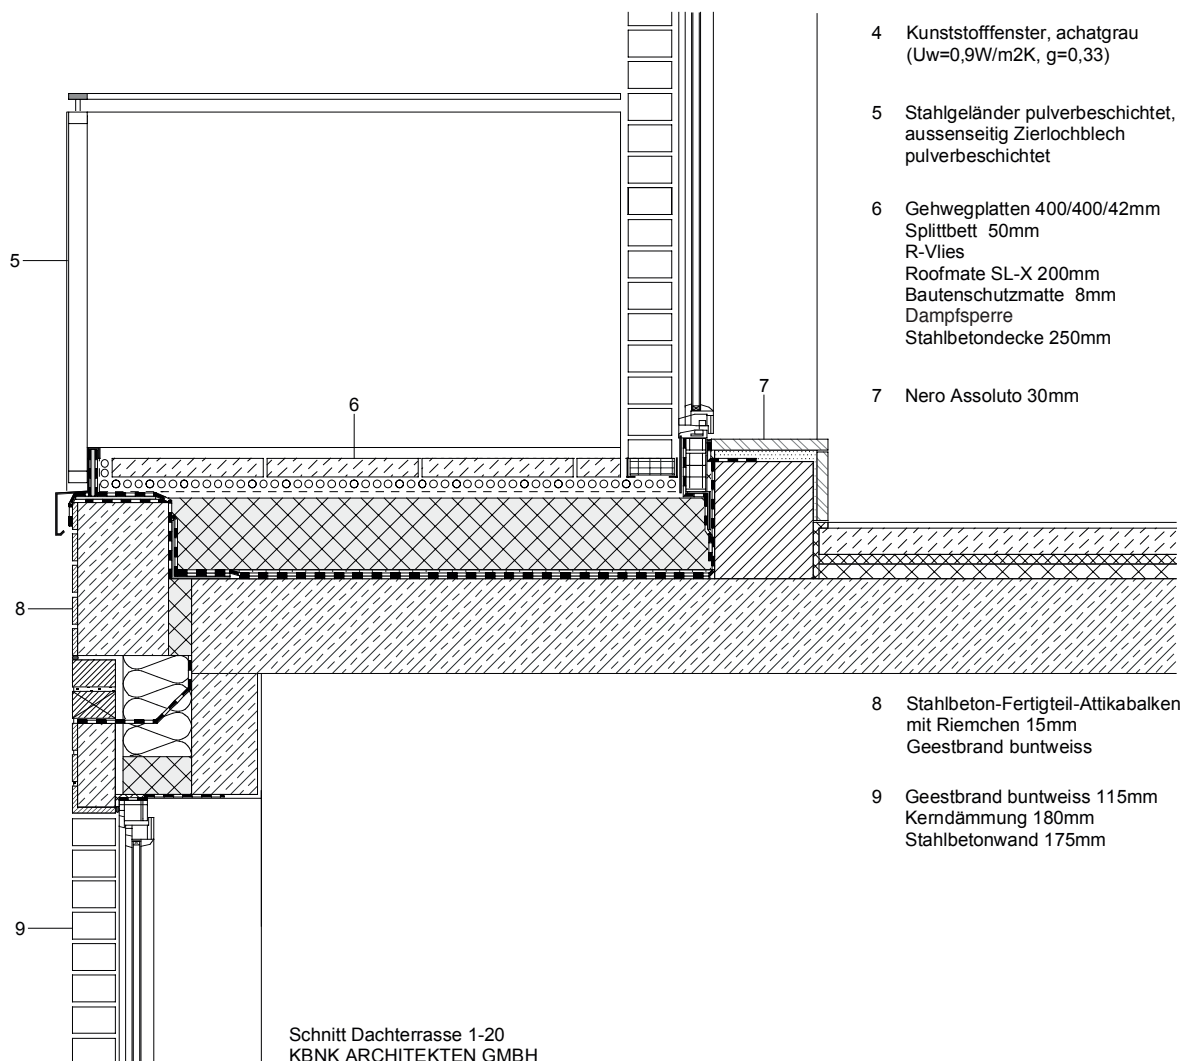 4 Kunststofffenster, achatgrau
(Uw=0,9W/m2K, g=0,33)
5 Stahlgeländer pulverbeschichtet,
aussenseitig Zierlochblech
pulverbeschichtet
6 Gehwegplatten 400/400/42mm
Splittbett 50mm
R-Vlies
Roofmate SL-X 200mm
Bautenschutzmatte 8mm
Dampfsperre
Stahlbetondecke 250mm
7 Nero Assoluto 30mm
5
6
7
8
8 Stahlbeton-Fertigteil-Attikabalken
mit Riemchen 15mm
Geestbrand buntweiss
9 Geestbrand buntweiss 115mm
Kerndämmung 180mm
Stahlbetonwand 175mm
9
Schnitt Dachterrasse 1-20
KBNK ARCHITEKTEN GMBH